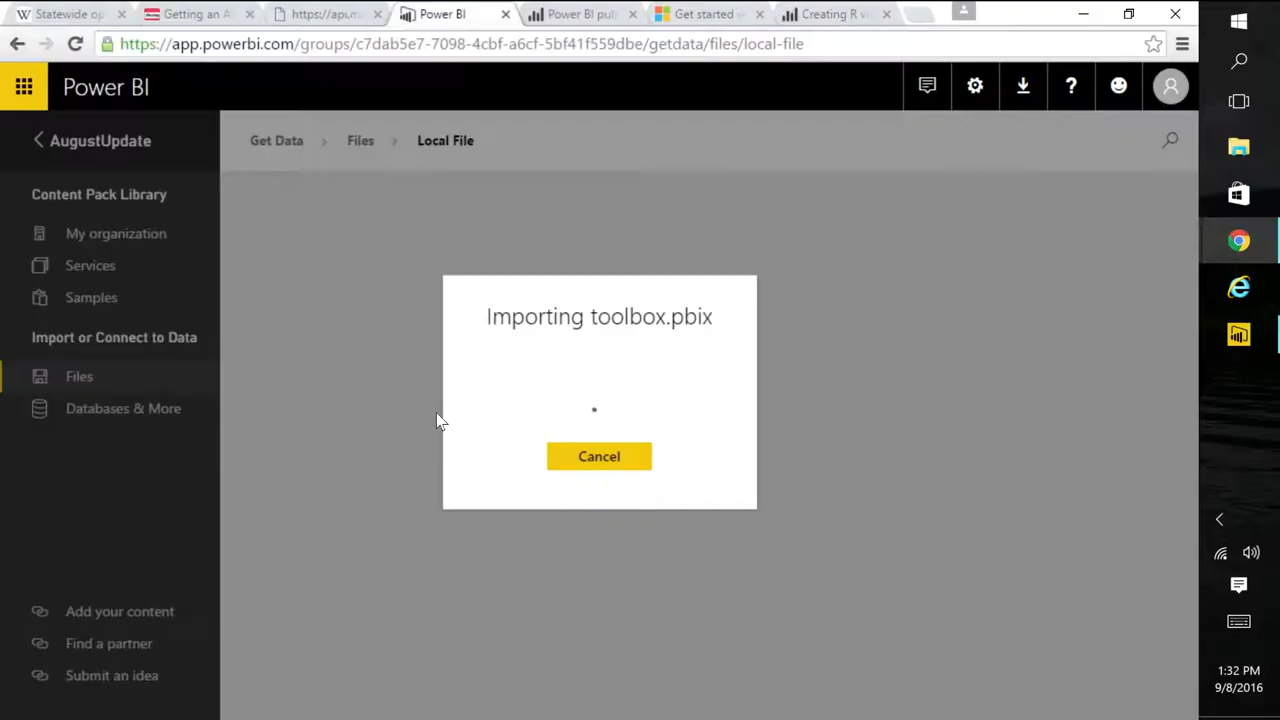 Statewide op
Getting an A
https://apu.m
Power BI
Power BI pul
Get started w
Creating R vi
https://app.powerbi.com/groups/c7dab5e7-7098-4cbf-a6cf-5bf41f559dbe/getdata/files/local-file
Power BI
AugustUpdate
Get Data
Files
Local File
Content Pack Library
My organization
Services
Samples
Import or Connect to Data
Files
Databases & More
Importing toolbox.pbix
Cancel
Add your content
Find a partner
Submit an idea
1:32 PM
9/8/2016